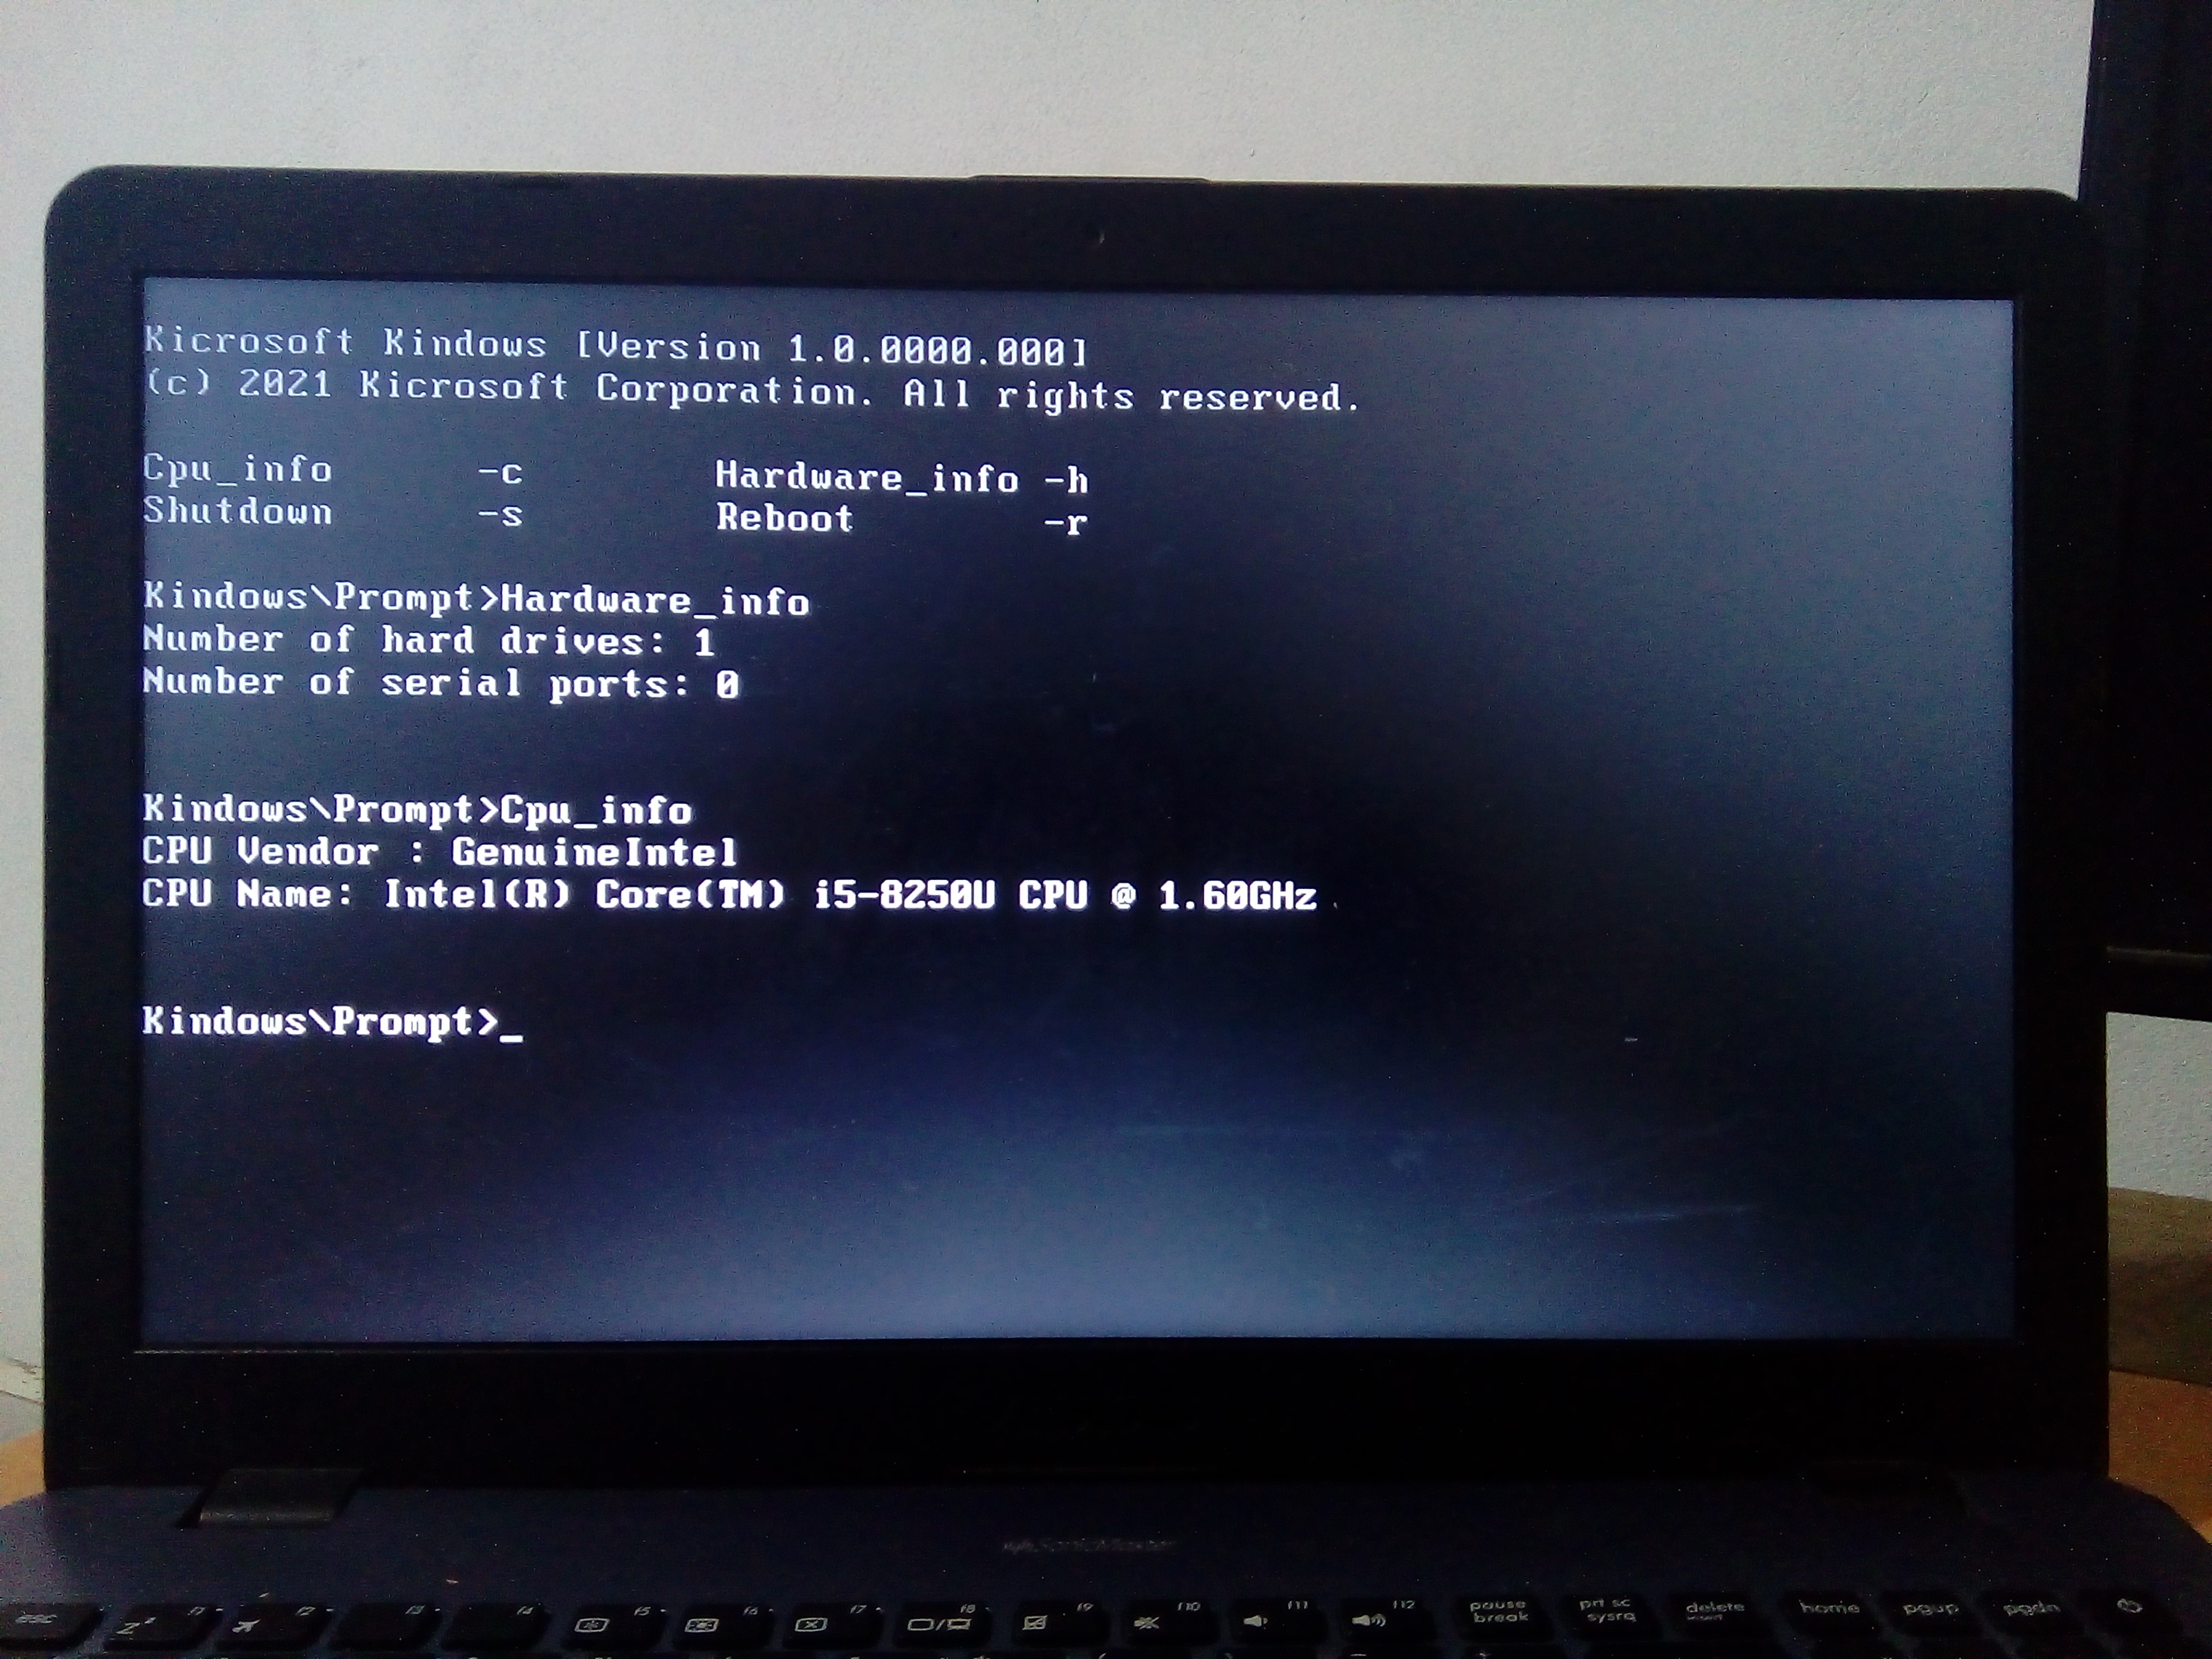 Kicrosoft Kindows [Version 1.0.0000.000]
(c) 2021 Kicrosoft Corporation. All rights reserved.
Cpu_info -c Hardware_info -h
Shutdown -s Reboot -r
Kindows\Prompt>Hardware_info
Number of hard drives: 1
Number of serial ports: 0
Kindows\Prompt>Cpu_info
CPU Vendor : GenuineIntel
CPU Name: Intel(R) Core(TM) i5-8250U CPU @ 1.60GHz
Kindows\Prompt>_
esc f1 f2 f3 f4 f5 f6 f7 f8 f9 f10 f11 f12 pause break prt sc sysrq delete home pgup pgdn